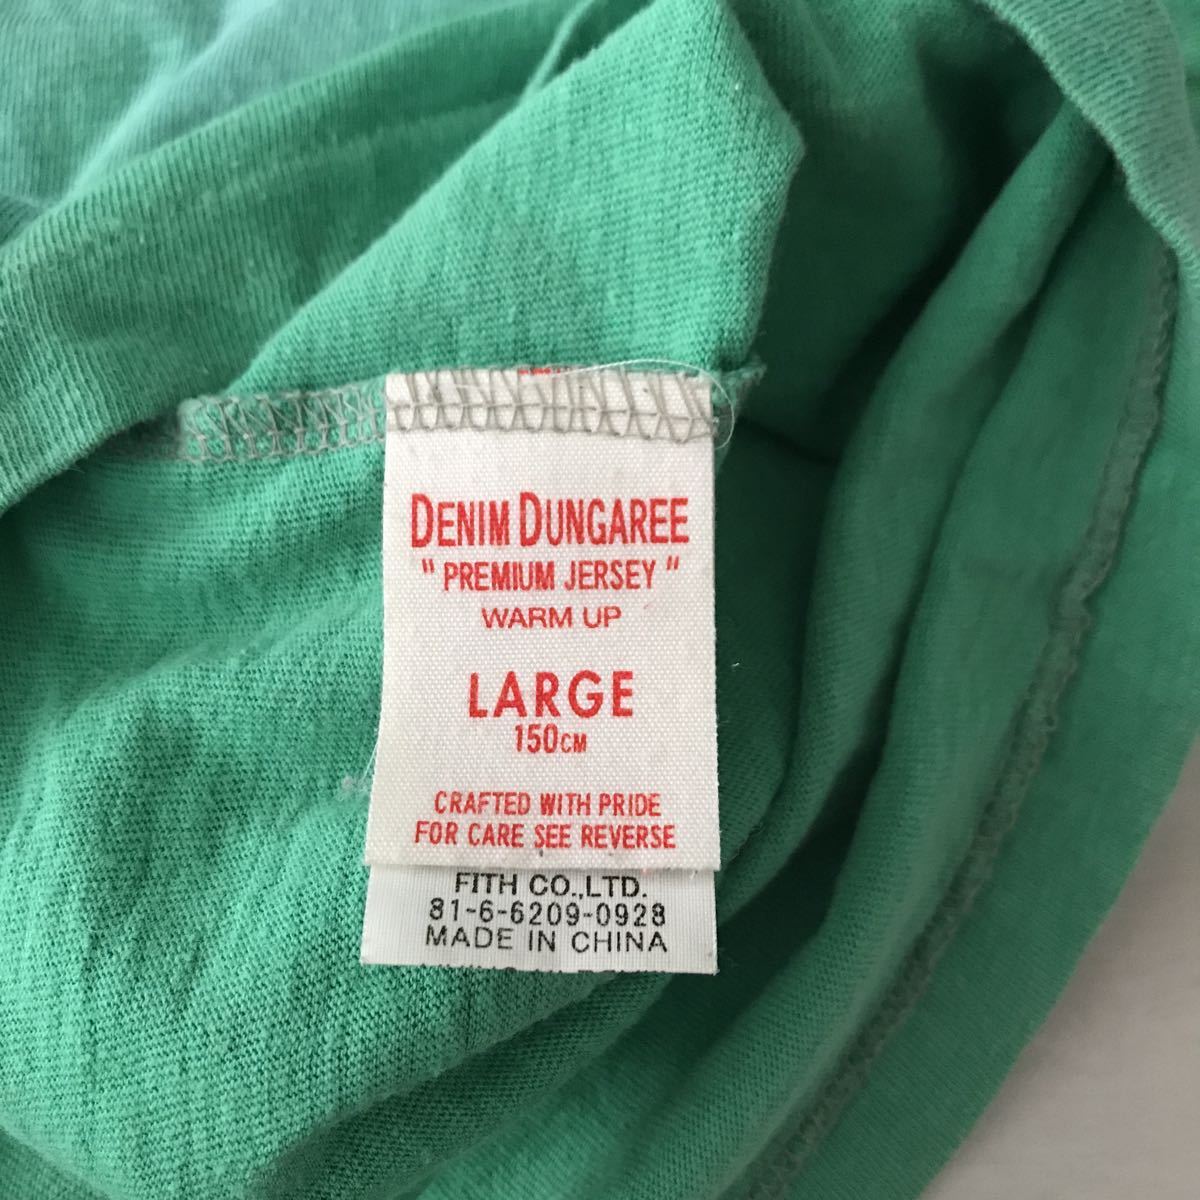 DENIM DUNGAREE
" PREMIUM JERSEY "
WARM UP
LARGE
150CM
CRAFTED WITH PRIDE
FOR CARE SEE REVERSE
FITH CO.,LTD.
81-6-6209-0928
MADE IN CHINA